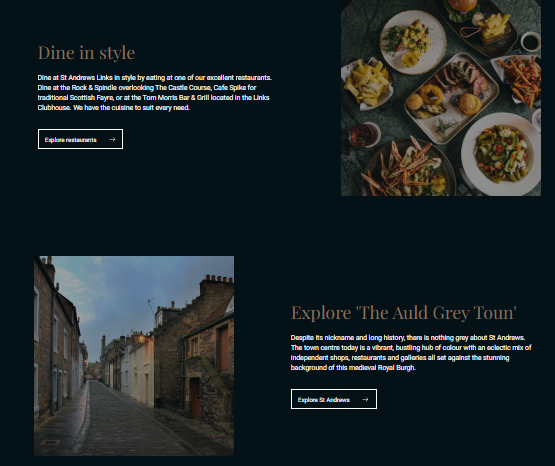 Dine in style
Dine at St Andrews Links in style by eating at one of our excellent restaurants.
Dine at the Rock & Spindle overlooking The Castle Course, Cafe Spike for
traditional Scottish Fayre, or at the Tom Morris Bar & Grill located in the Links
Clubhouse. We have the cuisine to suit every need.
Explore restaurants →
Explore 'The Auld Grey Toun'
Despite its nickname and long history, there is nothing grey about St Andrews.
The town centre today is a vibrant, bustling hub of colour with an eclectic mix of
independent shops, restaurants and galleries all set against the stunning
background of this medieval Royal Burgh.
Explore St Andrews →